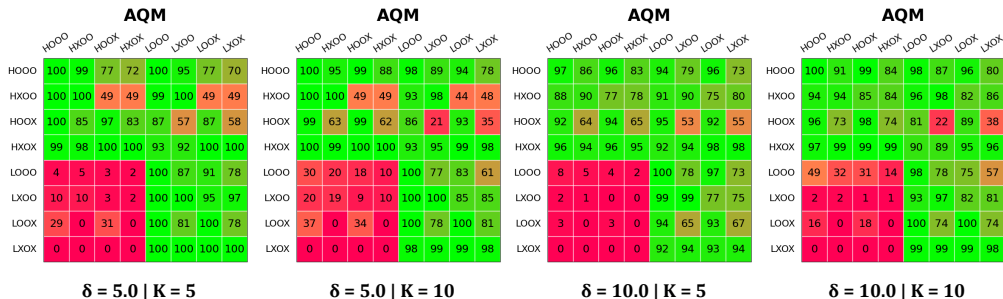 AQM AQM AQM AQM
HOOO HXOO HOOX HXOX LOOO LXOO LOOX LXOX HOOO HXOO HOOX HXOX LOOO LXOO LOOX LXOX HOOO HXOO HOOX HXOX LOOO LXOO LOOX LXOX HOOO HXOO HOOX HXOX LOOO LXOO LOOX LXOX
HOOO 100 99 77 72 100 95 77 70 HOOO 100 95 99 88 98 89 94 78 HOOO 97 86 96 83 94 79 96 73 HOOO 100 91 99 84 98 87 96 80
HXOO 100 100 49 49 99 100 49 49 HXOO 100 100 49 49 93 98 44 48 HXOO 88 90 77 78 91 90 75 80 HXOO 94 94 85 84 96 98 82 86
HOOX 100 85 97 83 87 57 87 58 HOOX 99 63 99 62 86 21 93 35 HOOX 92 64 94 65 95 53 92 55 HOOX 96 73 98 74 81 22 89 38
HXOX 99 98 100 100 93 92 100 100 HXOX 100 99 100 100 93 95 99 98 HXOX 96 94 96 95 92 94 98 98 HXOX 97 99 99 99 90 89 95 96
LOOO 4 5 3 2 100 87 91 78 LOOO 30 20 18 10 100 77 83 61 LOOO 8 5 4 2 100 78 97 73 LOOO 49 32 31 14 98 78 75 57
LXOO 10 10 3 2 100 100 95 97 LXOO 20 19 9 10 100 100 85 85 LXOO 1 1 0 0 99 99 77 75 LXOO 2 2 1 1 93 97 82 81
LOOX 29 0 31 0 100 81 100 78 LOOX 37 0 34 0 100 78 100 81 LOOX 3 0 3 0 94 65 93 67 LOOX 16 0 18 0 100 74 100 74
LXOX 0 0 0 0 100 100 100 100 LXOX 0 0 0 0 98 99 99 98 LXOX 0 0 0 0 92 94 93 94 LXOX 0 0 0 0 99 99 99 98
δ = 5.0 | K = 5 δ = 5.0 | K = 10 δ = 10.0 | K = 5 δ = 10.0 | K = 10